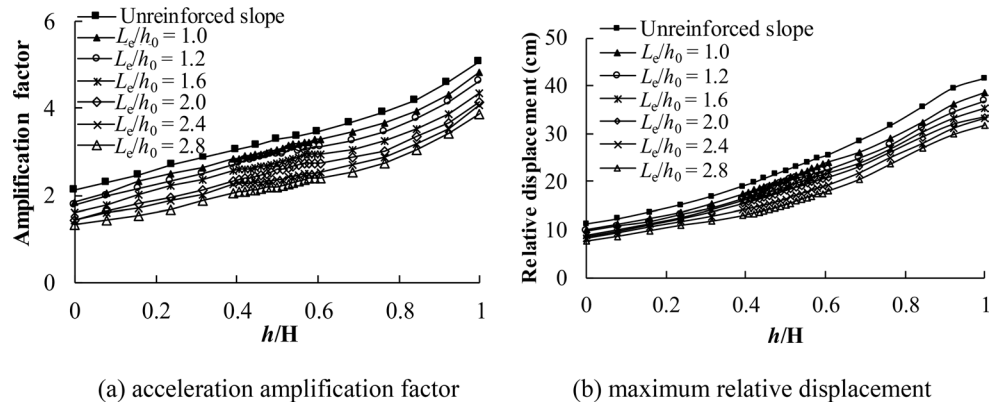 6
4
2
0
Amplification factor
Unreinforced slope
Le/h0 = 1.0
Le/h0 = 1.2
Le/h0 = 1.6
Le/h0 = 2.0
Le/h0 = 2.4
Le/h0 = 2.8
0 0.2 0.4 0.6 0.8 1
h/H
(a) acceleration amplification factor
50
40
30
20
10
0
Relative displacement (cm)
Unreinforced slope
Le/h0 = 1.0
Le/h0 = 1.2
Le/h0 = 1.6
Le/h0 = 2.0
Le/h0 = 2.4
Le/h0 = 2.8
0 0.2 0.4 0.6 0.8 1
h/H
(b) maximum relative displacement